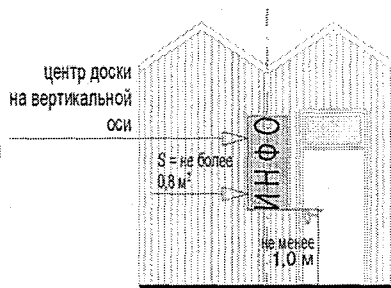 центр доски
на вертикальной
оси
S = не более
0,8 м²
ИНФО
не менее
1,0 м